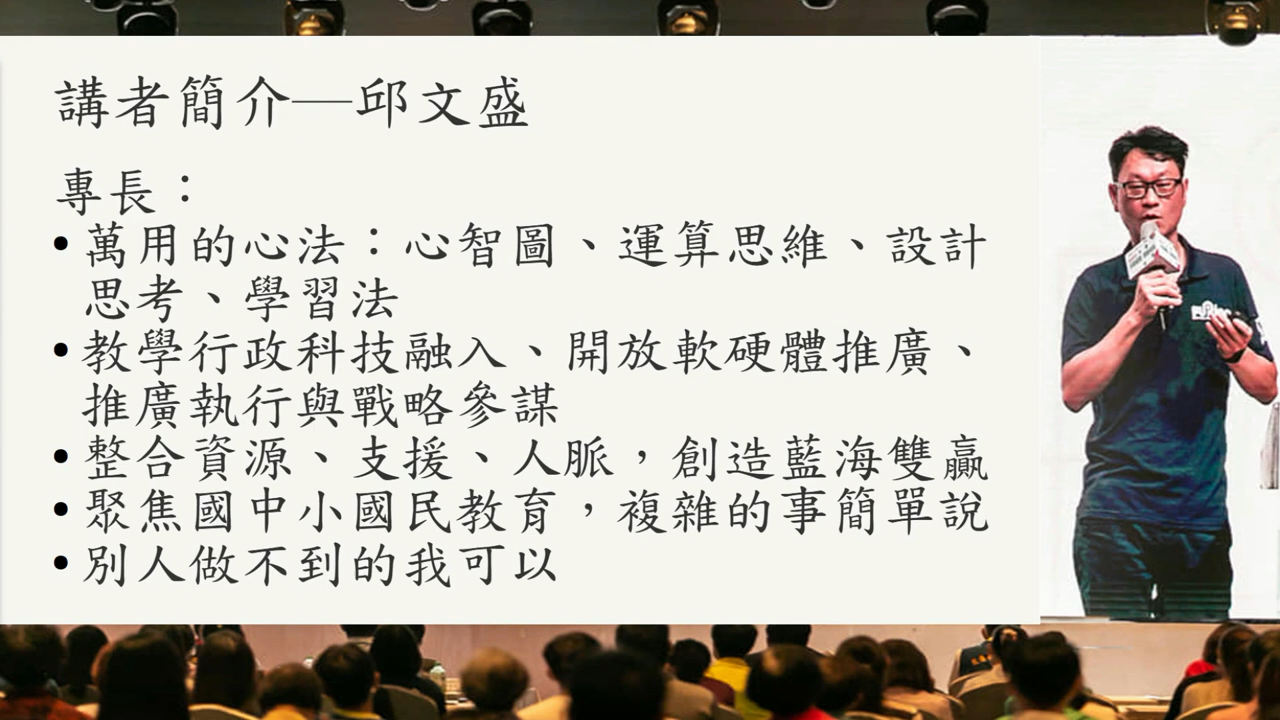 講者簡介—邱文盛
專長：
• 萬用的心法：心智圖、運算思維、設計
思考、學習法
• 教學行政科技融入、開放軟硬體推廣、
推廣執行與戰略參謀
• 整合資源、支援、人脈，創造藍海雙贏
• 聚焦國中小國民教育，複雜的事簡單說
• 別人做不到的我可以